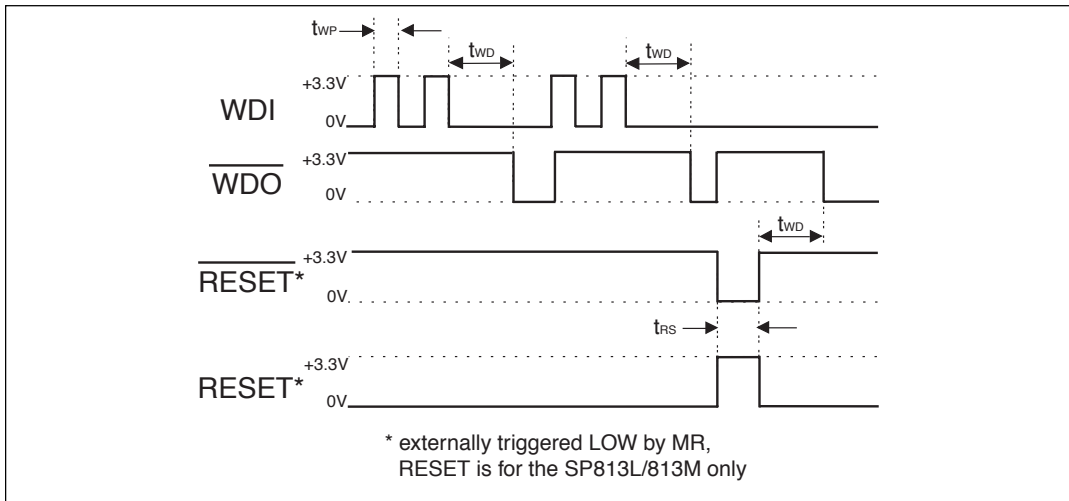 tWP
tWD
tWD
+3.3V
WDI
0V
+3.3V
WDO
0V
tWD
+3.3V
RESET*
0V
tRS
+3.3V
RESET*
0V
* externally triggered LOW by MR,
RESET is for the SP813L/813M only